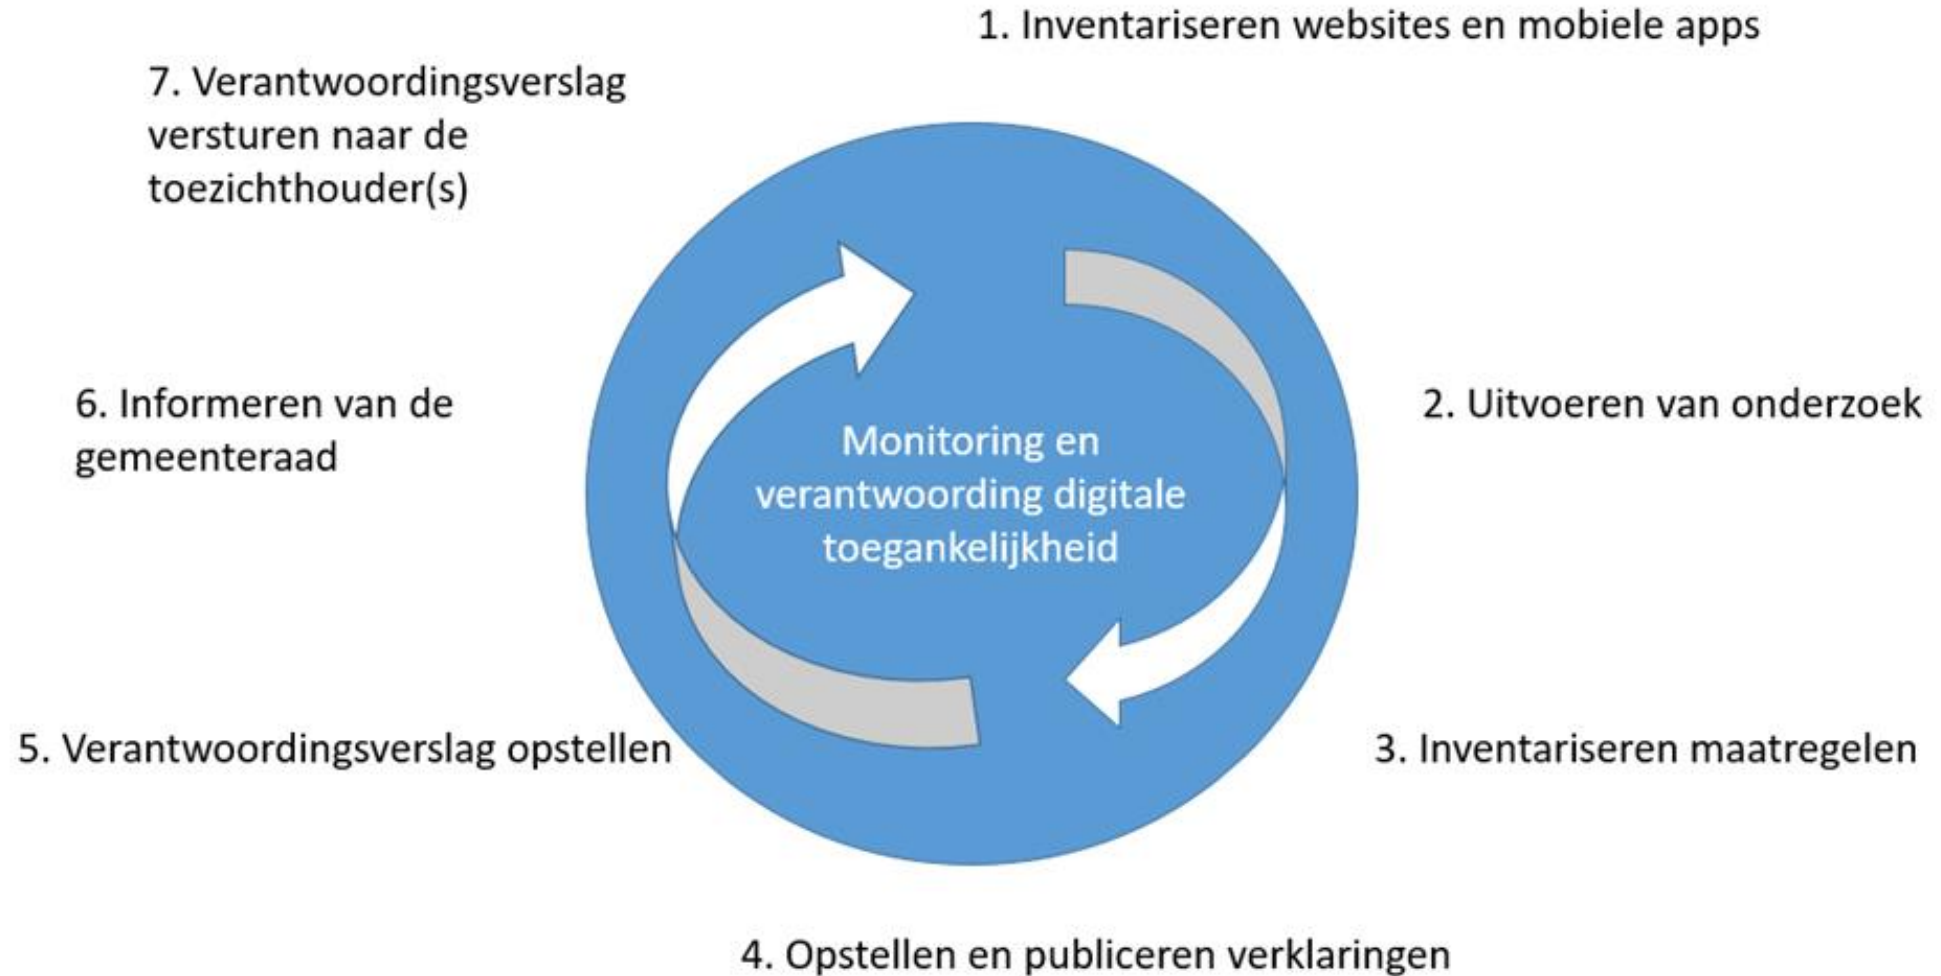 1. Inventariseren websites en mobiele apps
2. Uitvoeren van onderzoek
3. Inventariseren maatregelen
4. Opstellen en publiceren verklaringen
5. Verantwoordingsverslag opstellen
6. Informeren van de
gemeenteraad
7. Verantwoordingsverslag
versturen naar de
toezichthouder(s)
Monitoring en
verantwoording digitale
toegankelijkheid